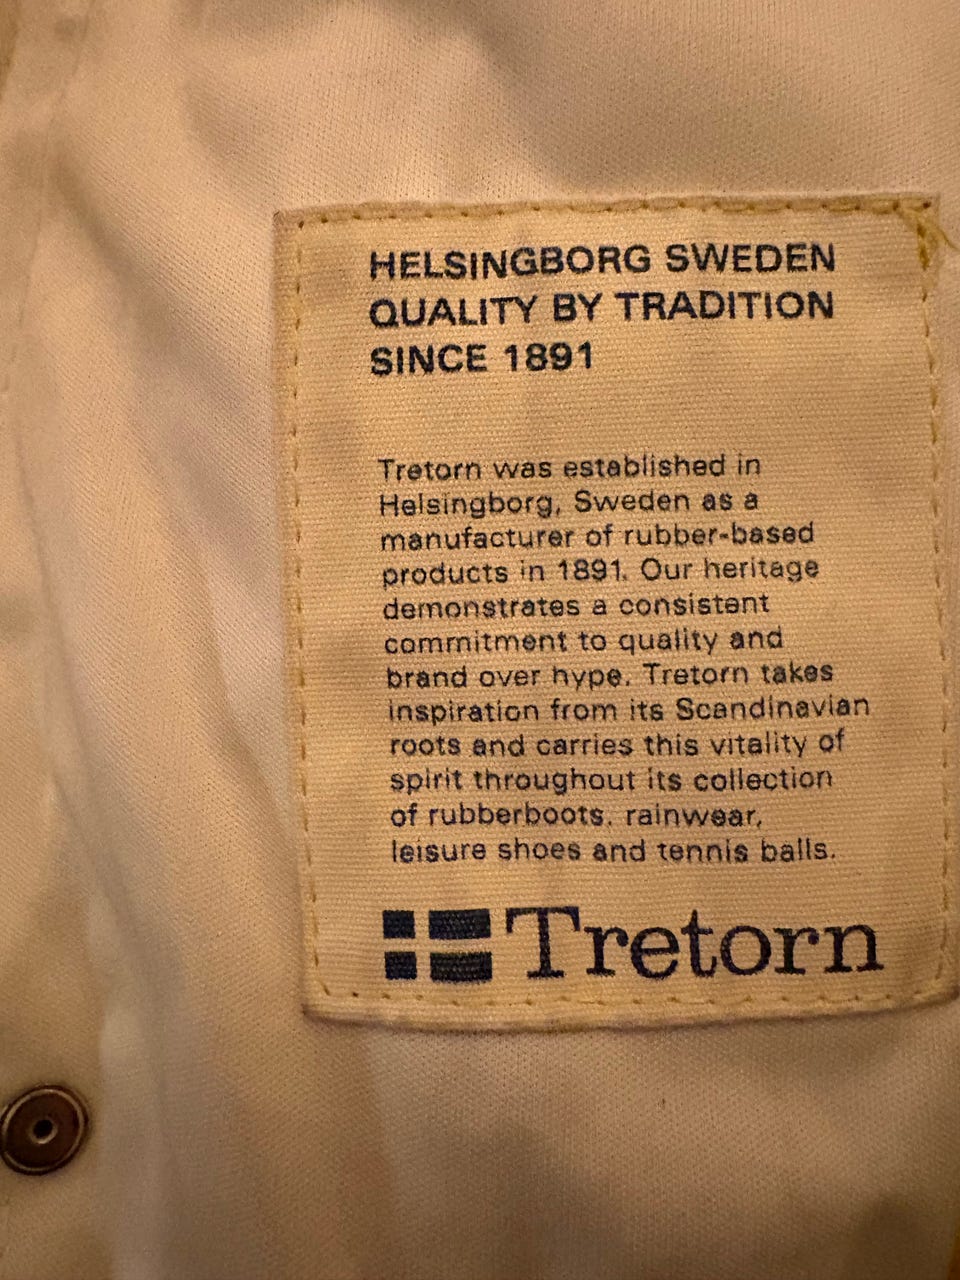 HELSINGBORG SWEDEN
QUALITY BY TRADITION
SINCE 1891
Tretorn was established in
Helsingborg, Sweden as a
manufacturer of rubber-based
products in 1891. Our heritage
demonstrates a consistent
commitment to quality and
brand over hype. Tretorn takes
inspiration from its Scandinavian
roots and carries this vitality of
spirit throughout its collection
of rubberboots, rainwear,
leisure shoes and tennis balls.
Tretorn